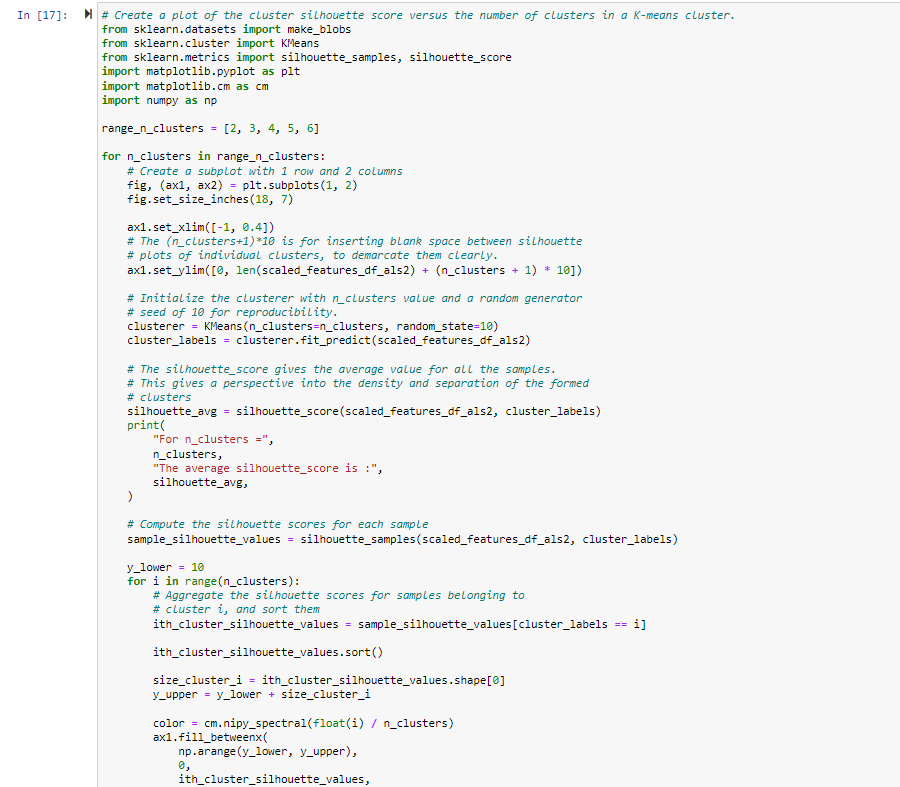 In [17]:
# Create a plot of the cluster silhouette score versus the number of clusters in a K-means cluster.
from sklearn.datasets import make_blobs
from sklearn.cluster import KMeans
from sklearn.metrics import silhouette_samples, silhouette_score
import matplotlib.pyplot as plt
import matplotlib.cm as cm
import numpy as np

range_n_clusters = [2, 3, 4, 5, 6]

for n_clusters in range_n_clusters:
    # Create a subplot with 1 row and 2 columns
    fig, (ax1, ax2) = plt.subplots(1, 2)
    fig.set_size_inches(18, 7)

    ax1.set_xlim([-1, 0.4])
    # The (n_clusters+1)*10 is for inserting blank space between silhouette
    # plots of individual clusters, to demarcate them clearly.
    ax1.set_ylim([0, len(scaled_features_df_als2) + (n_clusters + 1) * 10])

    # Initialize the clusterer with n_clusters value and a random generator
    # seed of 10 for reproducibility.
    clusterer = KMeans(n_clusters=n_clusters, random_state=10)
    cluster_labels = clusterer.fit_predict(scaled_features_df_als2)

    # The silhouette_score gives the average value for all the samples.
    # This gives a perspective into the density and separation of the formed
    # clusters
    silhouette_avg = silhouette_score(scaled_features_df_als2, cluster_labels)
    print(
        "For n_clusters =",
        n_clusters,
        "The average silhouette_score is :",
        silhouette_avg,
    )

    # Compute the silhouette scores for each sample
    sample_silhouette_values = silhouette_samples(scaled_features_df_als2, cluster_labels)

    y_lower = 10
    for i in range(n_clusters):
        # Aggregate the silhouette scores for samples belonging to
        # cluster i, and sort them
        ith_cluster_silhouette_values = sample_silhouette_values[cluster_labels == i]

        ith_cluster_silhouette_values.sort()

        size_cluster_i = ith_cluster_silhouette_values.shape[0]
        y_upper = y_lower + size_cluster_i

        color = cm.nipy_spectral(float(i) / n_clusters)
        ax1.fill_betweenx(
            np.arange(y_lower, y_upper),
            0,
            ith_cluster_silhouette_values,